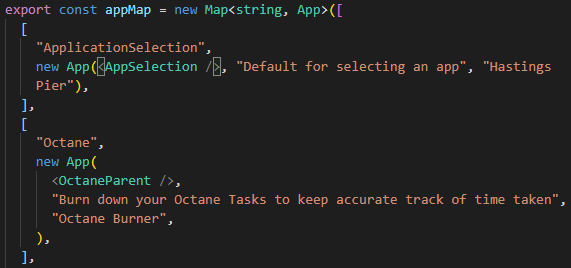 export const appMap = new Map<string, App>([
[
"ApplicationSelection",
new App(<AppSelection />, "Default for selecting an app", "Hastings
Pier"),
],
[
"Octane",
new App(
<OctaneParent />,
"Burn down your Octane Tasks to keep accurate track of time taken",
"Octane Burner",
),
],